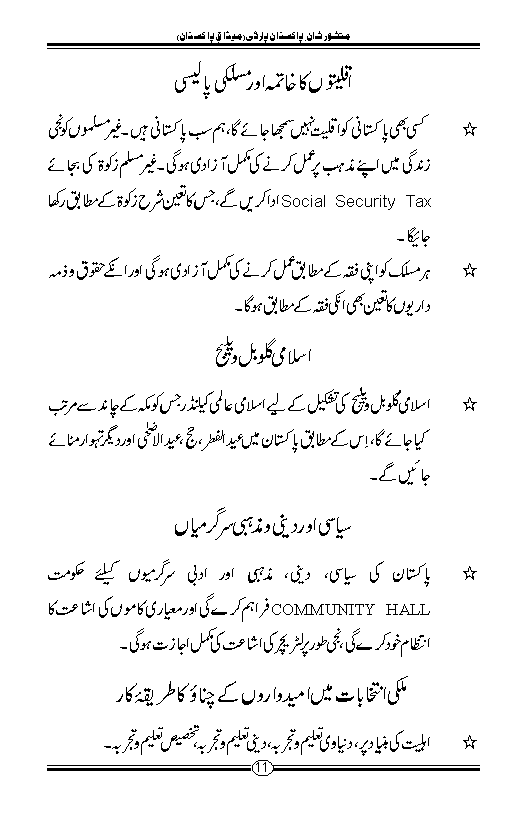 منشور شانِ پاکستان پارٹی (میثاقِ پاکستان)
اقلیتوں کا خاتمہ اور مسلکی پالیسی
☆ کسی بھی پاکستانی کو اقلیت نہیں سمجھا جائے گا، ہم سب پاکستانی ہیں۔ غیر مسلموں کو نجی
زندگی میں اپنے مذہب پر عمل کرنے کی مکمل آزادی ہوگی۔ غیر مسلم زکوٰۃ کی بجائے
Social Security Tax ادا کریں گے، جس کا تعین شرح زکوٰۃ کے مطابق رکھا
جائیگا۔
☆ ہر مسلک کو اپنی فقہ کے مطابق عمل کرنے کی مکمل آزادی ہوگی اور انکے حقوق و ذمہ
داریوں کا تعین بھی انکی فقہ کے مطابق ہوگا۔
اسلامی گلوبل ویلیج
☆ اسلامی گلوبل ویلیج کی تشکیل کے لیے اسلامی عالمی کیلنڈر جس کو مکہ کے چاند سے مرتب
کیا جائے گا، اِس کے مطابق پاکستان میں عید الفطر، حج، عید الاضحٰی اور دیگر تہوار منائے
جائیں گے۔
سیاسی اور دینی و مذہبی سرگرمیاں
☆ پاکستان کی سیاسی، دینی، مذہبی اور ادبی سرگرمیوں کیلئے حکومت
COMMUNITY HALL فراہم کرے گی اور معیاری کاموں کی اشاعت کا
انتظام خود کرے گی، نجی طور پر لٹریچر کی اشاعت کی مکمل اجازت ہوگی۔
ملکی انتخابات میں امیدواروں کے چناؤ کا طریقۂ کار
☆ اہلیت کی بنیاد پر، دنیاوی تعلیم و تجربہ، دینی تعلیم و تجربہ، تخصیص تعلیم و تجربہ۔
11